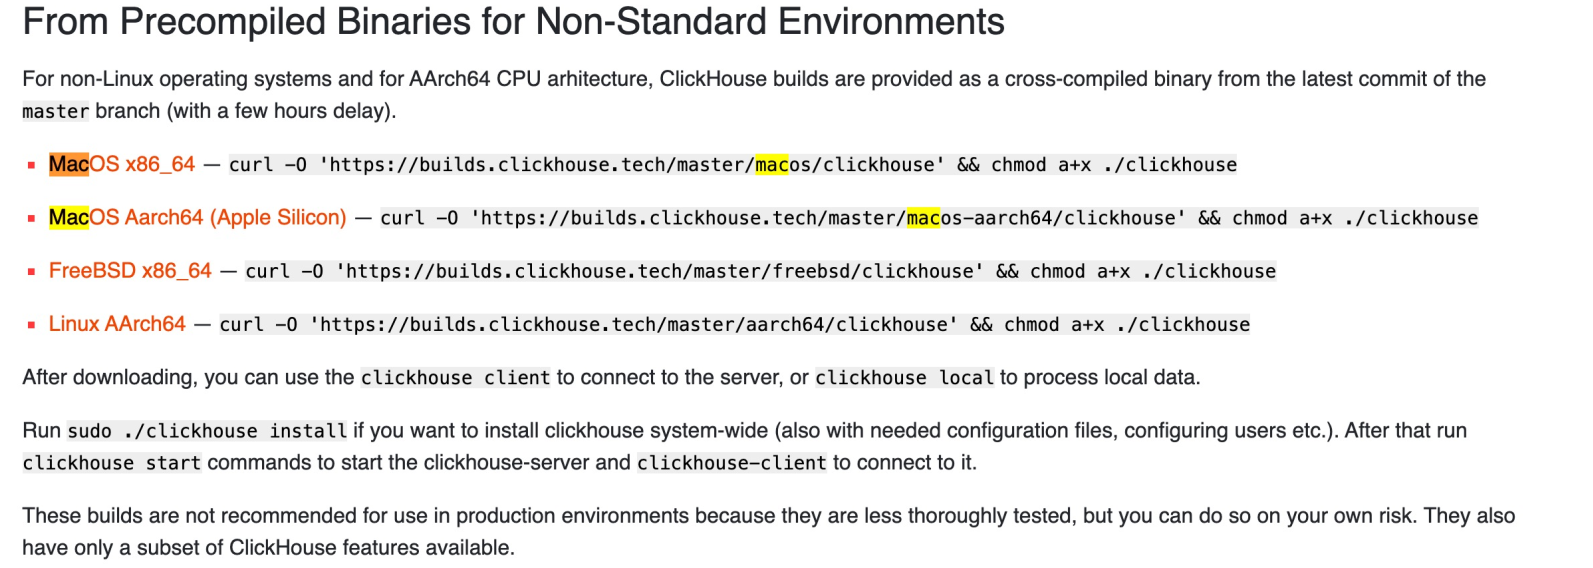 From Precompiled Binaries for Non-Standard Environments
For non-Linux operating systems and for AArch64 CPU arhitecture, ClickHouse builds are provided as a cross-compiled binary from the latest commit of the
master branch (with a few hours delay).
MacOS x86_64 — curl -O 'https://builds.clickhouse.tech/master/macos/clickhouse' && chmod a+x ./clickhouse
MacOS Aarch64 (Apple Silicon) — curl -O 'https://builds.clickhouse.tech/master/macos-aarch64/clickhouse' && chmod a+x ./clickhouse
FreeBSD x86_64 — curl -O 'https://builds.clickhouse.tech/master/freebsd/clickhouse' && chmod a+x ./clickhouse
Linux AArch64 — curl -O 'https://builds.clickhouse.tech/master/aarch64/clickhouse' && chmod a+x ./clickhouse
After downloading, you can use the clickhouse client to connect to the server, or clickhouse local to process local data.
Run sudo ./clickhouse install if you want to install clickhouse system-wide (also with needed configuration files, configuring users etc.). After that run
clickhouse start commands to start the clickhouse-server and clickhouse-client to connect to it.
These builds are not recommended for use in production environments because they are less thoroughly tested, but you can do so on your own risk. They also
have only a subset of ClickHouse features available.